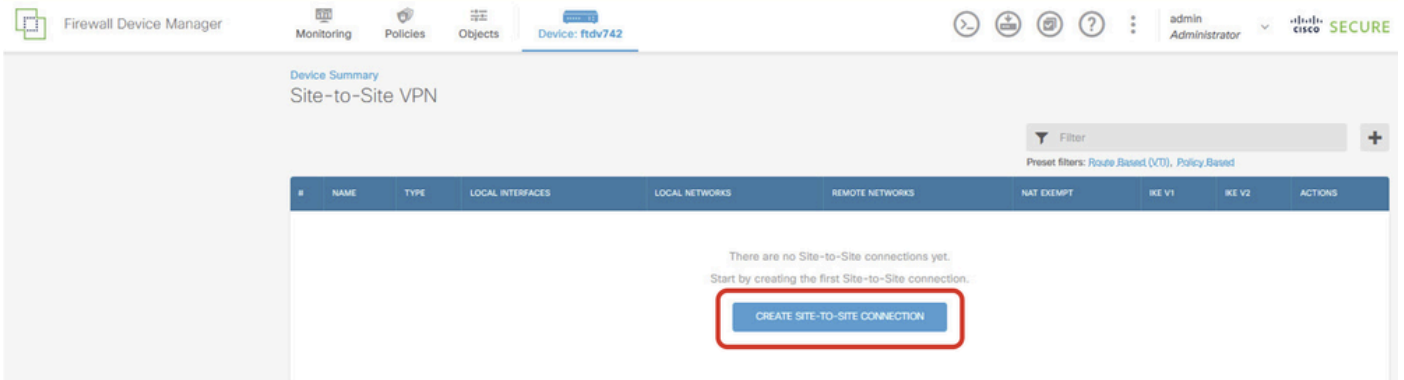 Firewall Device Manager
Monitoring
Policies
Objects
Device: ftdv742
admin
Administrator
cisco SECURE
Device Summary
Site-to-Site VPN
Filter
Preset filters: Route Based (VTI), Policy Based
# NAME TYPE LOCAL INTERFACES LOCAL NETWORKS REMOTE NETWORKS NAT EXEMPT IKE V1 IKE V2 ACTIONS
There are no Site-to-Site connections yet.
Start by creating the first Site-to-Site connection.
CREATE SITE-TO-SITE CONNECTION